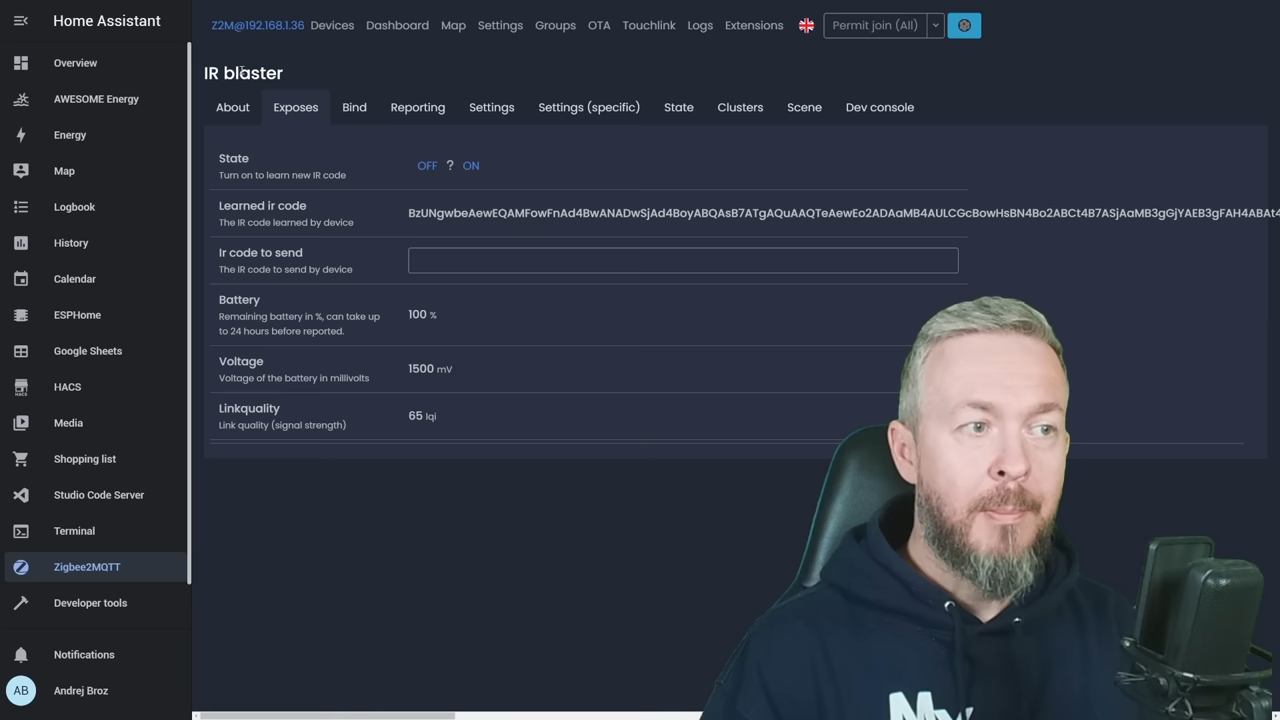 Home Assistant
Z2M@192.168.1.36 Devices Dashboard Map Settings Groups OTA Touchlink Logs Extensions Permit join (All)
Overview
AWESOME Energy
Energy
Map
Logbook
History
Calendar
ESPHome
Google Sheets
HACS
HACS
Media
Shopping list
Studio Code Server
Terminal
Zigbee2MQTT
Developer tools
Notifications
AB Andrej Broz
IR blaster
About Exposes Bind Reporting Settings Settings (specific) State Clusters Scene Dev console
State
Turn on to learn new IR code
OFF ? ON
Learned ir code
The IR code learned by device
BzUNgwbeAewEQAMFowFnAd4BwANADwSjAd4BoyABQAsB7ATgAQuAAQTeAewEo2ADAaMB4AULCGcBowHsBN4Bo2ABCt4B7ASjAaMB3gGjYAEB3gFAH4ABAt4
Ir code to send
The IR code to send by device
Battery
Remaining battery in %, can take up
to 24 hours before reported.
100 %
Voltage
Voltage of the battery in millivolts
1500 mV
Linkquality
Link quality (signal strength)
65 lqi